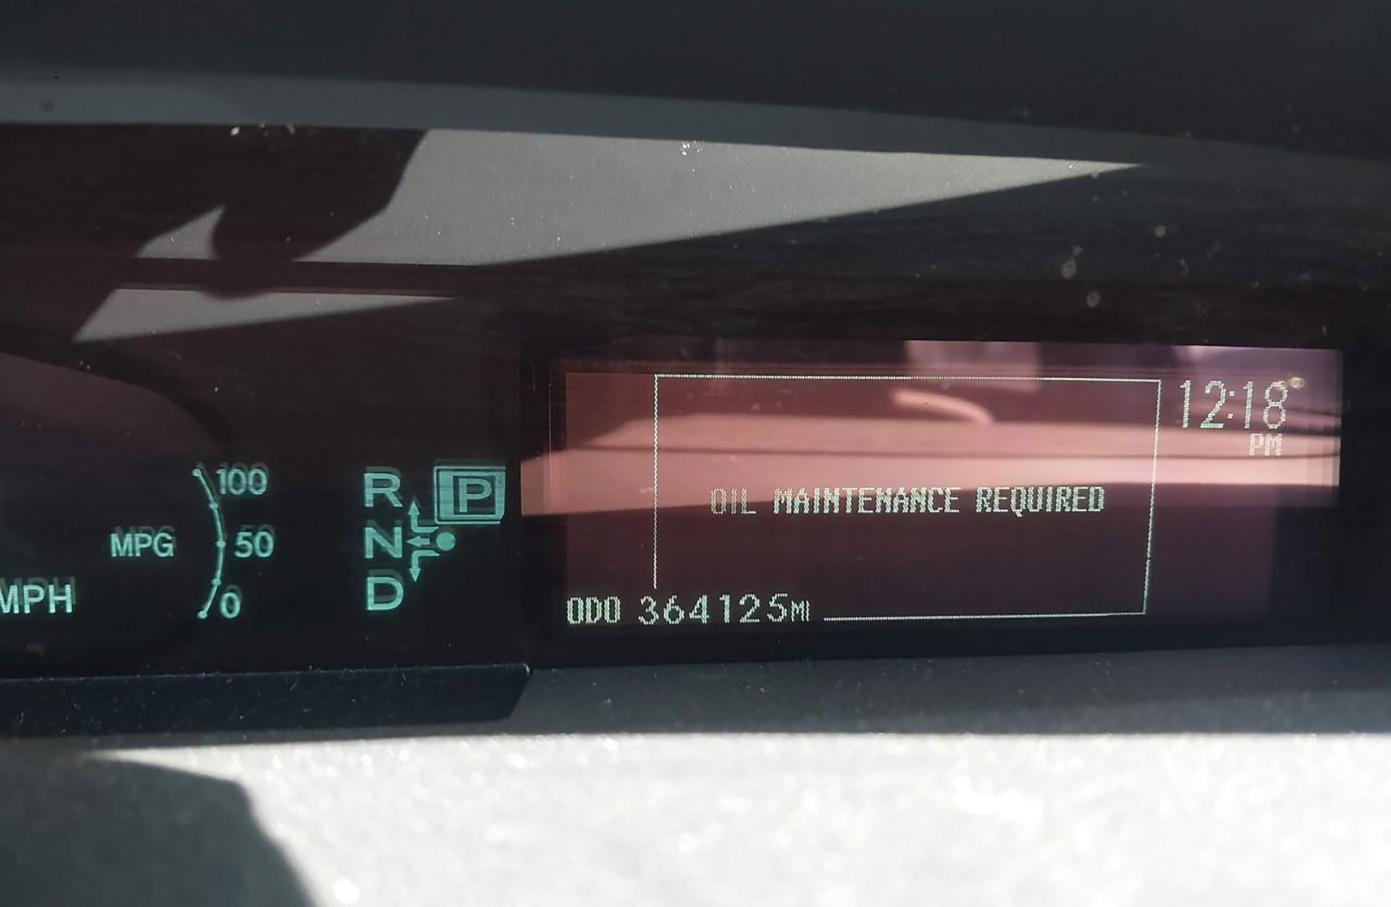 100
MPG 50
MPH 0
R P
N
D
12:18
PM
OIL MAINTENANCE REQUIRED
ODO 364125MI